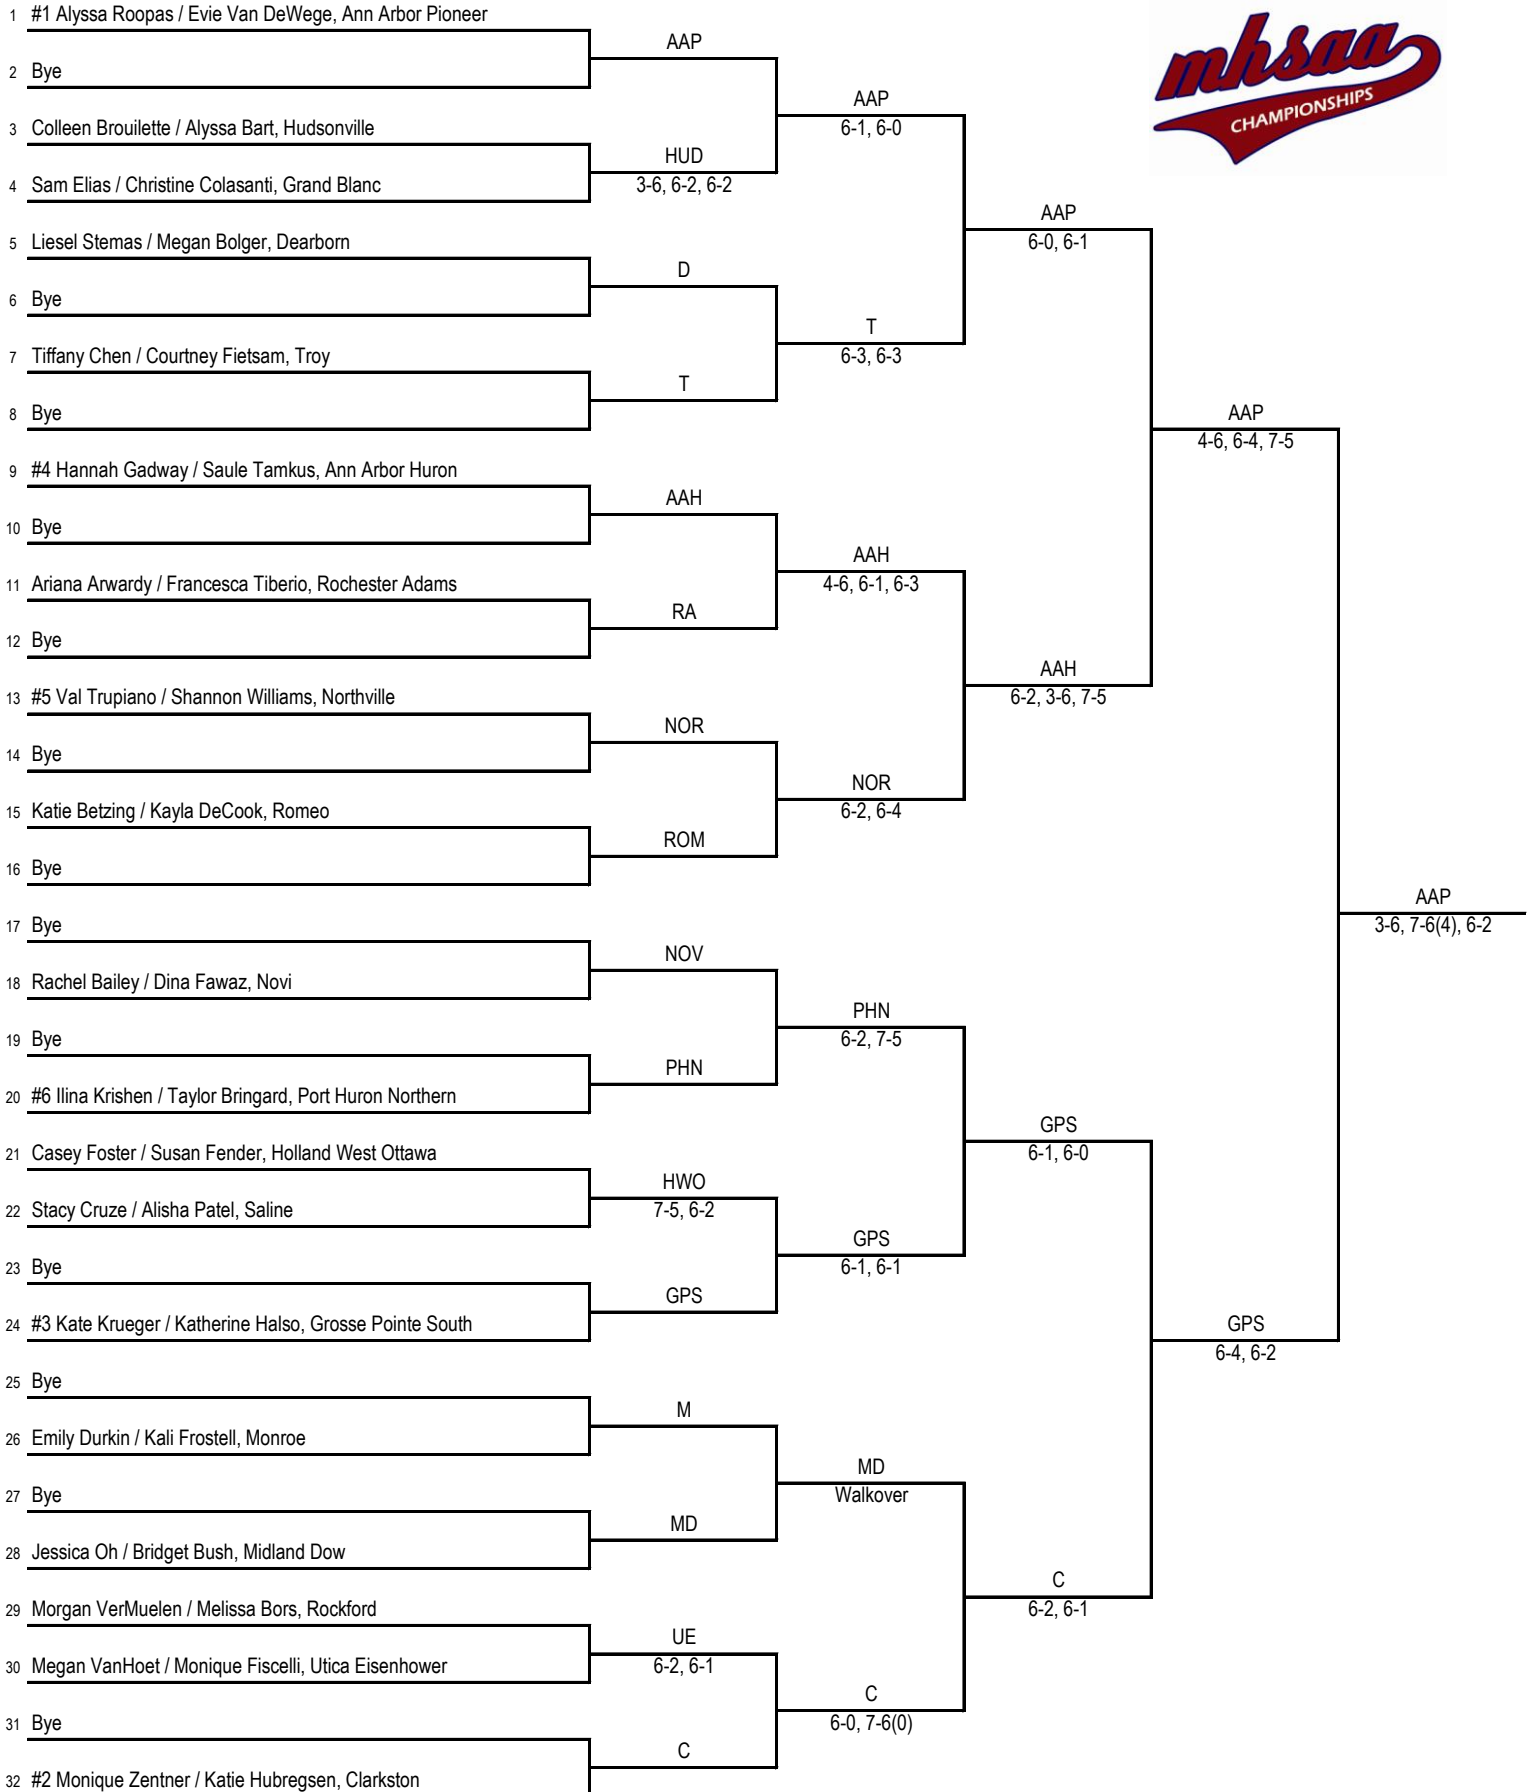 1 #1 Alyssa Roopas / Evie Van DeWege, Ann Arbor Pioneer
2 Bye
3 Colleen Brouilette / Alyssa Bart, Hudsonville
4 Sam Elias / Christine Colasanti, Grand Blanc
5 Liesel Stemas / Megan Bolger, Dearborn
6 Bye
7 Tiffany Chen / Courtney Fietsam, Troy
8 Bye
9 #4 Hannah Gadway / Saule Tamkus, Ann Arbor Huron
10 Bye
11 Ariana Arwardy / Francesca Tiberio, Rochester Adams
12 Bye
13 #5 Val Trupiano / Shannon Williams, Northville
14 Bye
15 Katie Betzing / Kayla DeCook, Romeo
16 Bye
17 Bye
18 Rachel Bailey / Dina Fawaz, Novi
19 Bye
20 #6 Ilina Krishen / Taylor Bringard, Port Huron Northern
21 Casey Foster / Susan Fender, Holland West Ottawa
22 Stacy Cruze / Alisha Patel, Saline
23 Bye
24 #3 Kate Krueger / Katherine Halso, Grosse Pointe South
25 Bye
26 Emily Durkin / Kali Frostell, Monroe
27 Bye
28 Jessica Oh / Bridget Bush, Midland Dow
29 Morgan VerMuelen / Melissa Bors, Rockford
30 Megan VanHoet / Monique Fiscelli, Utica Eisenhower
31 Bye
32 #2 Monique Zentner / Katie Hubregsen, Clarkston
AAP
HUD
3-6, 6-2, 6-2
D
T
AAH
RA
NOR
ROM
NOV
PHN
HWO
7-5, 6-2
GPS
M
MD
UE
6-2, 6-1
C
AAP
6-1, 6-0
T
6-3, 6-3
AAH
4-6, 6-1, 6-3
NOR
6-2, 6-4
PHN
6-2, 7-5
GPS
6-1, 6-1
MD
Walkover
C
6-0, 7-6(0)
AAP
6-0, 6-1
AAH
6-2, 3-6, 7-5
GPS
6-1, 6-0
C
6-2, 6-1
AAP
4-6, 6-4, 7-5
GPS
6-4, 6-2
AAP
3-6, 7-6(4), 6-2
mhsaa
CHAMPIONSHIPS